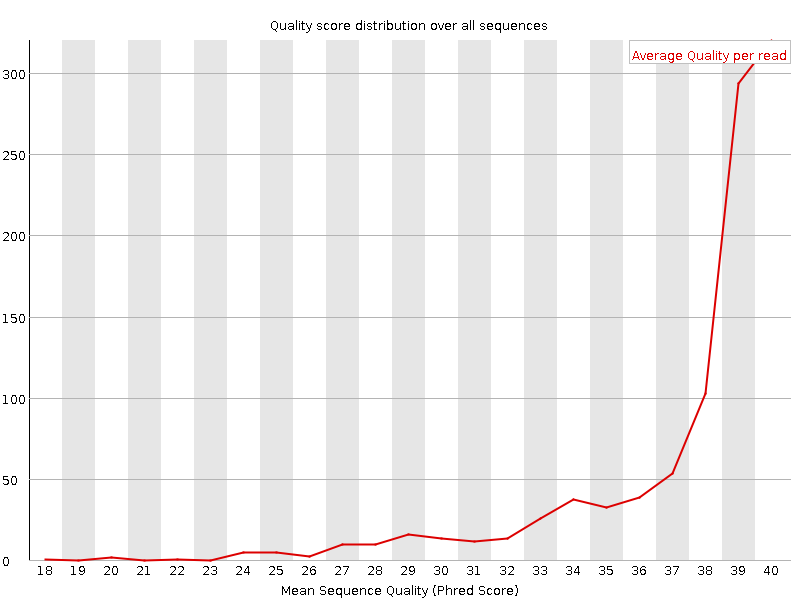 Quality score distribution over all sequences
Average Quality per read
300
250
200
150
100
50
0
18 19 20 21 22 23 24 25 26 27 28 29 30 31 32 33 34 35 36 37 38 39 40
Mean Sequence Quality (Phred Score)